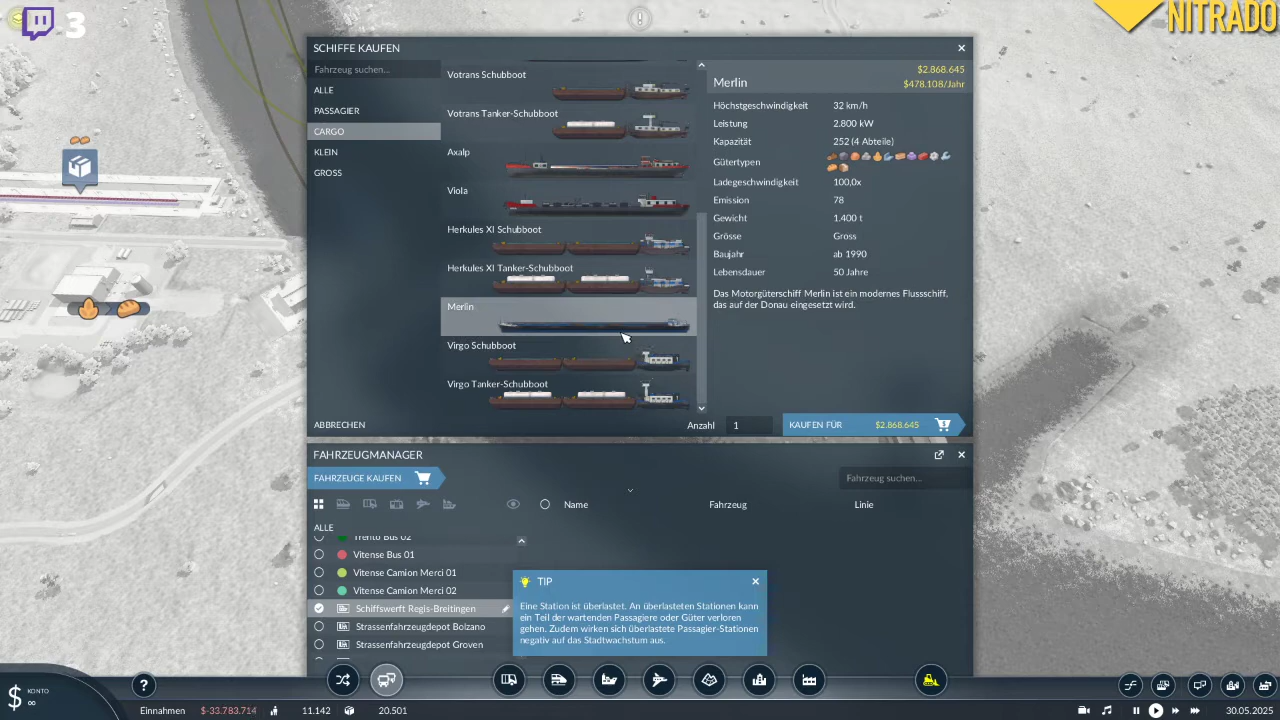 3
NITRADO
SCHIFFE KAUFEN
Fahrzeug suchen...
ALLE
PASSAGIER
CARGO
KLEIN
GROSS
Votrans Schubboot
Votrans Tanker-Schubboot
Axalp
Viola
Herkules XI Schubboot
Herkules XI Tanker-Schubboot
Merlin
Virgo Schubboot
Virgo Tanker-Schubboot
Merlin
$2.868.645
$478.108/Jahr
Höchstgeschwindigkeit 32 km/h
Leistung 2.800 kW
Kapazität 252 (4 Abteile)
Gütertypen
Ladegeschwindigkeit 100,0x
Emission 78
Gewicht 1.400 t
Grösse Gross
Baujahr ab 1990
Lebensdauer 50 Jahre
Das Motorgüterschiff Merlin ist ein modernes Flussschiff,
das auf der Donau eingesetzt wird.
ABBRECHEN
Anzahl 1
KAUFEN FÜR $2.868.645
FAHRZEUGMANAGER
FAHRZEUGE KAUFEN
Fahrzeug suchen...
Name Fahrzeug Linie
ALLE
Trento Bus 02
Vitense Bus 01
Vitense Camion Merci 01
Vitense Camion Merci 02
Schiffswerft Regis-Breitingen
Strassenfahrzeugdepot Bolzano
Strassenfahrzeugdepot Groven
TIP
Eine Station ist überlastet. An überlasteten Stationen kann
ein Teil der wartenden Passagiere oder Güter verloren
gehen. Zudem wirken sich überlastete Passagier-Stationen
negativ auf das Stadtwachstum aus.
$ KONTO
∞
?
Einnahmen $-33.783.714 11.142 20.501
30.05.2025